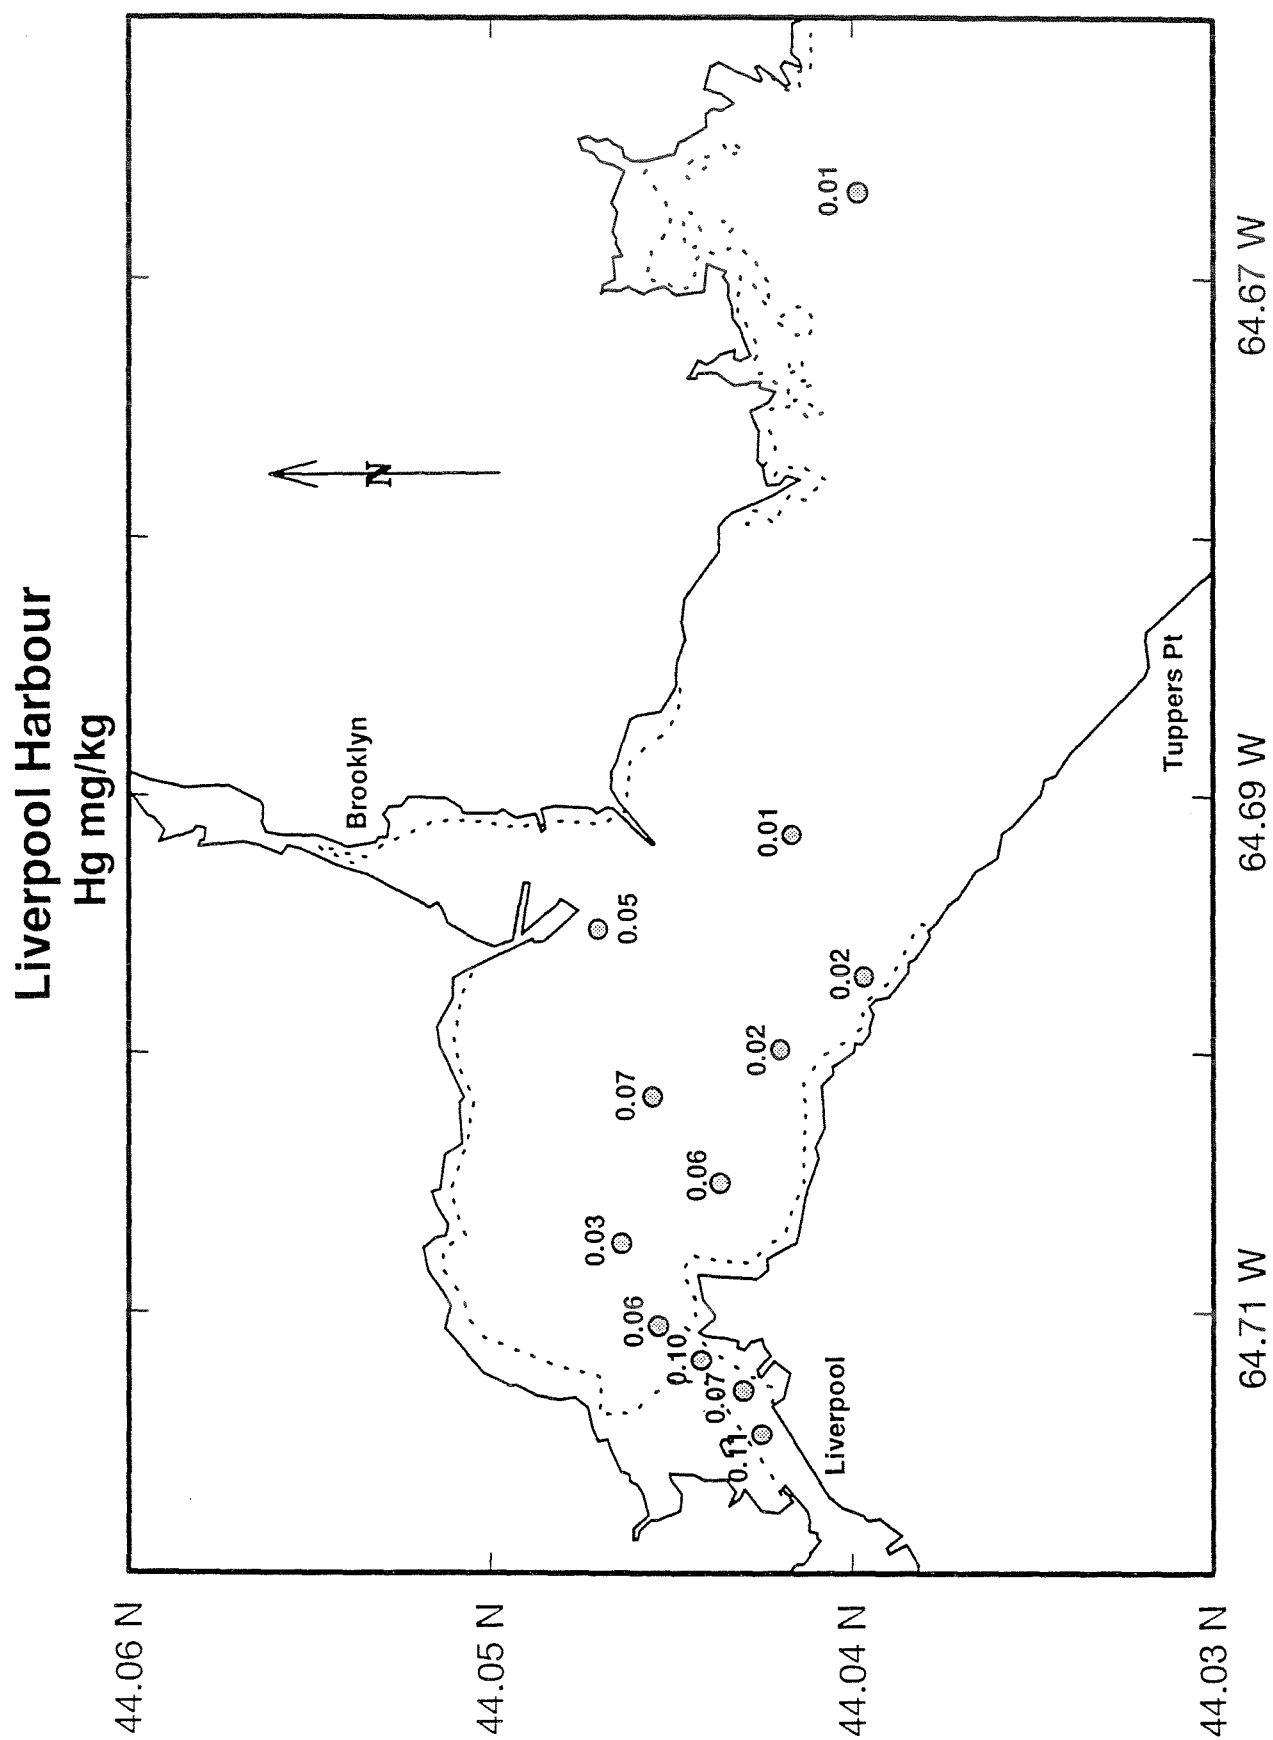 Liverpool Harbour
Hg mg/kg
44.06 N
44.05 N
44.04 N
44.03 N
N
Brooklyn
0.01
0.05
0.01
0.02
0.02
0.07
0.06
0.03
0.06
0.10
0.07
0.11
Liverpool
Tuppers Pt
64.71 W
64.69 W
64.67 W